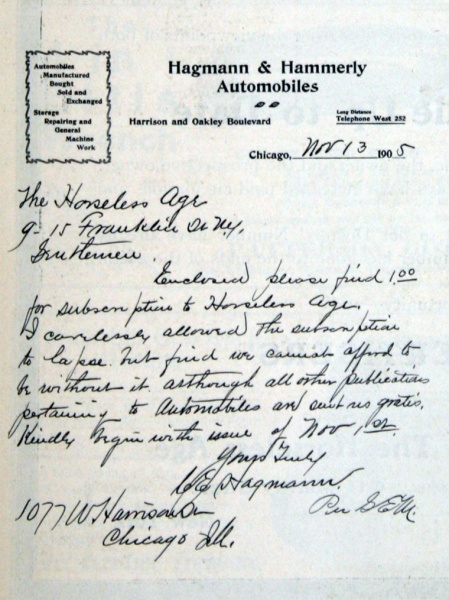 Automobiles
Manufactured
Bought
Sold and
Exchanged
Storage
Repairing and
General
Machine
Work
Hagmann & Hammerly
Automobiles
Harrison and Oakley Boulevard
Long Distance
Telephone West 252
Chicago, Nov 13 1905
The Horseless Age
9-15 Franklin St N.Y.
Gentlemen
Enclosed please find 1.00
for subscription to Horseless Age.
I carelessly allowed the subscription
to lapse. but find we cannot afford to
be without it. although all other publications
pertaining to Automobiles are sent us gratis.
Kindly begin with issue of Nov 1st.
Yours Truly
C E Hagmann.
Per G.E.M.
1077 W Harrison St
Chicago Ill.